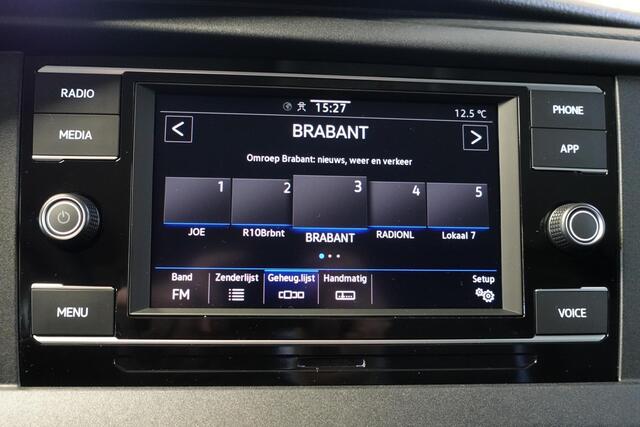 RADIO
MEDIA
MENU
15:27
12.5 °C
BRABANT
Omroep Brabant: nieuws, weer en verkeer
1 2 3 4 5
JOE R10Brbnt BRABANT RADIONL Lokaal 7
Band Zenderlijst Geheug.lijst Handmatig Setup
FM
PHONE
APP
VOICE